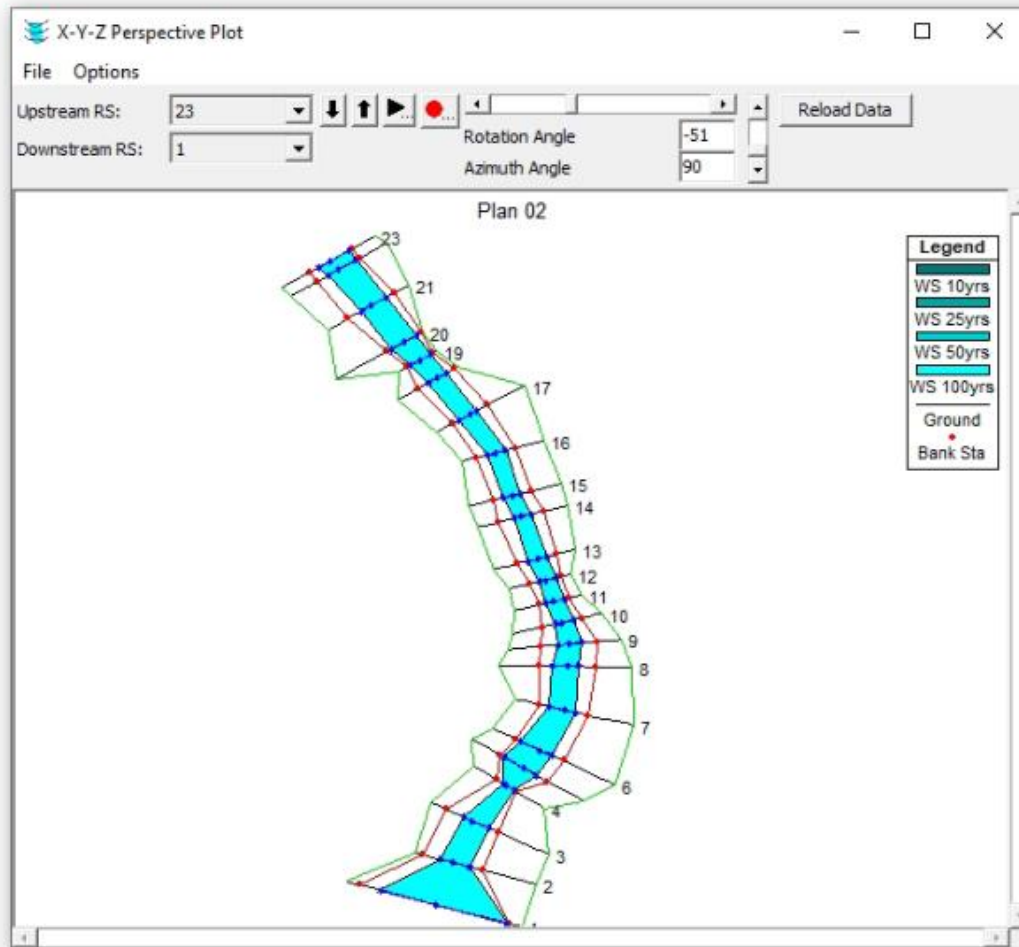 X-Y-Z Perspective Plot
File Options
Upstream RS: 23
Reload Data
Rotation Angle -51
Downstream RS: 1
Azimuth Angle 90
Plan 02
Legend
WS 10yrs
WS 25yrs
WS 50yrs
WS 100yrs
Ground
Bank Sta
23
21
20
19
17
16
15
14
13
12
11
10
9
8
7
6
4
3
2